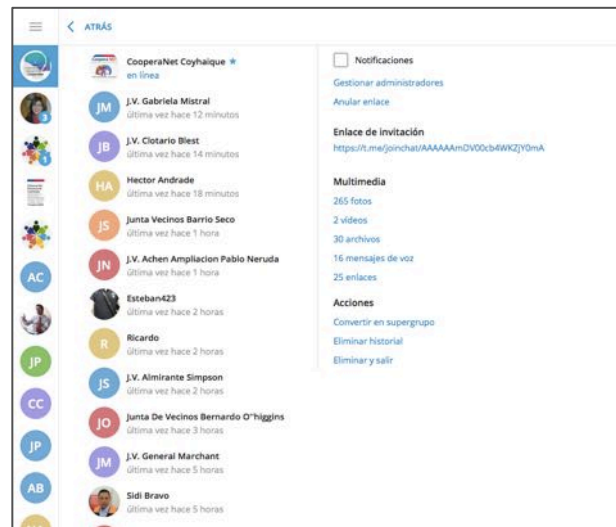 ATRÁS
CooperaNet Coyhaique
en línea
JM
J.V. Gabriela Mistral
última vez hace 12 minutos
JB
J.V. Clotario Blest
última vez hace 14 minutos
HA
Hector Andrade
última vez hace 18 minutos
JS
Junta Vecinos Barrio Seco
última vez hace 1 hora
JN
J.V. Achen Ampliacion Pablo Neruda
última vez hace 1 hora
Esteban423
última vez hace 2 horas
R
Ricardo
última vez hace 2 horas
JS
J.V. Almirante Simpson
última vez hace 2 horas
JO
Junta De Vecinos Bernardo O"higgins
última vez hace 3 horas
JM
J.V. General Marchant
última vez hace 5 horas
Sidi Bravo
última vez hace 5 horas
Notificaciones
Gestionar administradores
Anular enlace
Enlace de invitación
https://t.me/joinchat/AAAAAAmDV00cb4WKZJY0mA
Multimedia
265 fotos
2 vídeos
30 archivos
16 mensajes de voz
25 enlaces
Acciones
Convertir en supergrupo
Eliminar historial
Eliminar y salir
3
1
AC
JP
CC
JP
AB